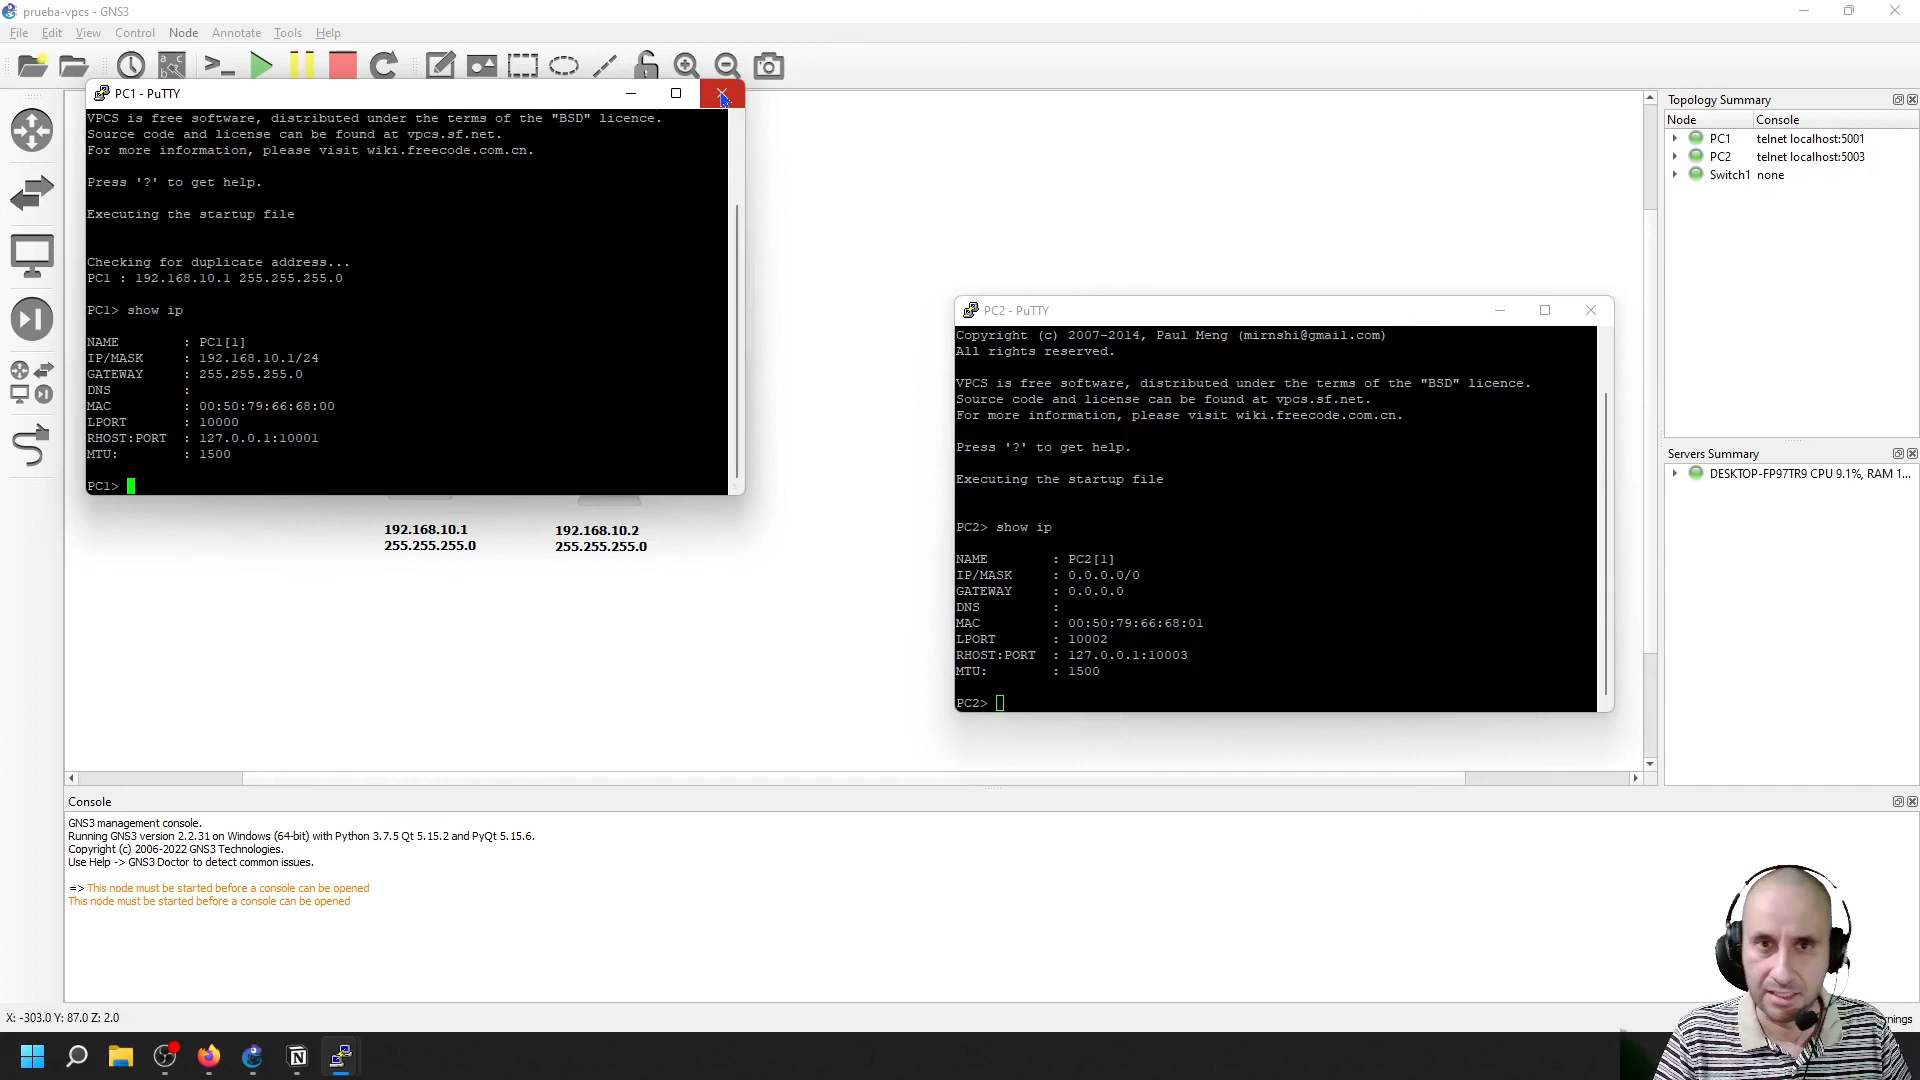 prueba-vpcs - GNS3
File Edit View Control Node Annotate Tools Help
PC1 - PuTTY
VPCS is free software, distributed under the terms of the "BSD" licence.
Source code and license can be found at vpcs.sf.net.
For more information, please visit wiki.freecode.com.cn.
Press '?' to get help.
Executing the startup file
Checking for duplicate address...
PC1 : 192.168.10.1 255.255.255.0
PC1> show ip
NAME : PC1[1]
IP/MASK : 192.168.10.1/24
GATEWAY : 255.255.255.0
DNS :
MAC : 00:50:79:66:68:00
LPORT : 10000
RHOST:PORT : 127.0.0.1:10001
MTU: : 1500
PC1>
192.168.10.1
255.255.255.0
192.168.10.2
255.255.255.0
PC2 - PuTTY
Copyright (c) 2007-2014, Paul Meng (mirnshi@gmail.com)
All rights reserved.
VPCS is free software, distributed under the terms of the "BSD" licence.
Source code and license can be found at vpcs.sf.net.
For more information, please visit wiki.freecode.com.cn.
Press '?' to get help.
Executing the startup file
PC2> show ip
NAME : PC2[1]
IP/MASK : 0.0.0.0/0
GATEWAY : 0.0.0.0
DNS :
MAC : 00:50:79:66:68:01
LPORT : 10002
RHOST:PORT : 127.0.0.1:10003
MTU: : 1500
PC2>
Topology Summary
Node Console
PC1 telnet localhost:5001
PC2 telnet localhost:5003
Switch1 none
Servers Summary
DESKTOP-FP97TR9 CPU 9.1%, RAM 1...
Console
GNS3 management console.
Running GNS3 version 2.2.31 on Windows (64-bit) with Python 3.7.5 Qt 5.15.2 and PyQt 5.15.6.
Copyright (c) 2006-2022 GNS3 Technologies.
Use Help -> GNS3 Doctor to detect common issues.
=> This node must be started before a console can be opened
This node must be started before a console can be opened
X: -303.0 Y: 87.0 Z: 2.0